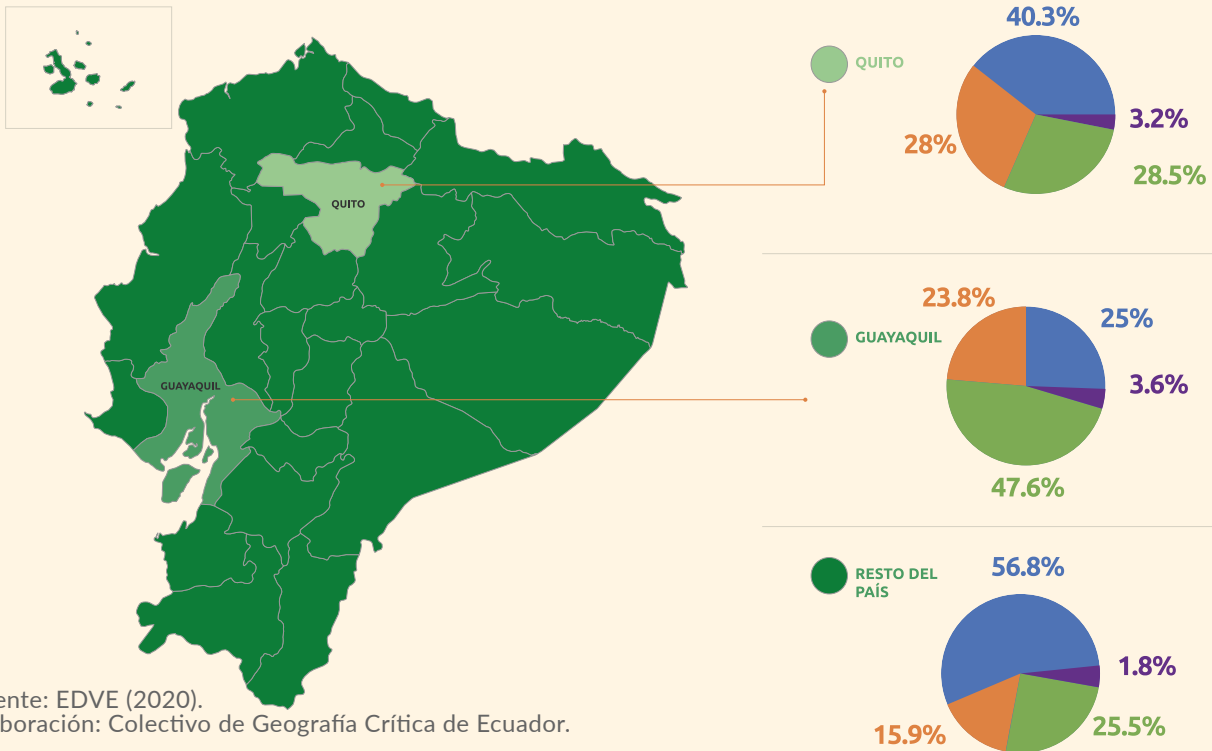 QUITO
GUAYAQUIL
QUITO
40.3%
3.2%
28%
28.5%
GUAYAQUIL
23.8%
25%
3.6%
47.6%
RESTO DEL
PAÍS
56.8%
1.8%
15.9%
25.5%
ente: EDVE (2020).
boración: Colectivo de Geografía Crítica de Ecuador.